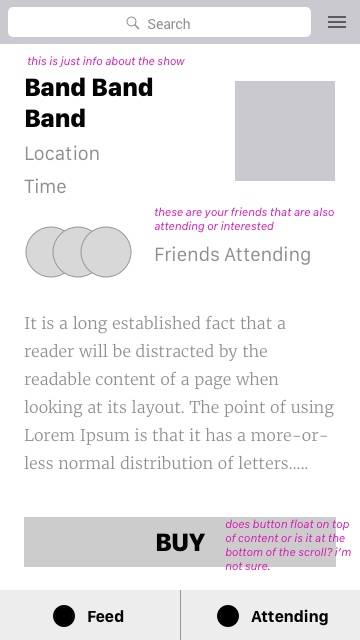 Search
this is just info about the show
Band Band
Band
Location
Time
these are your friends that are also
attending or interested
Friends Attending
It is a long established fact that a
reader will be distracted by the
readable content of a page when
looking at its layout. The point of using
Lorem Ipsum is that it has a more-or-
less normal distribution of letters.....
BUY
does button float on top
of content or is it at the
bottom of the scroll? i'm
not sure.
Feed
Attending